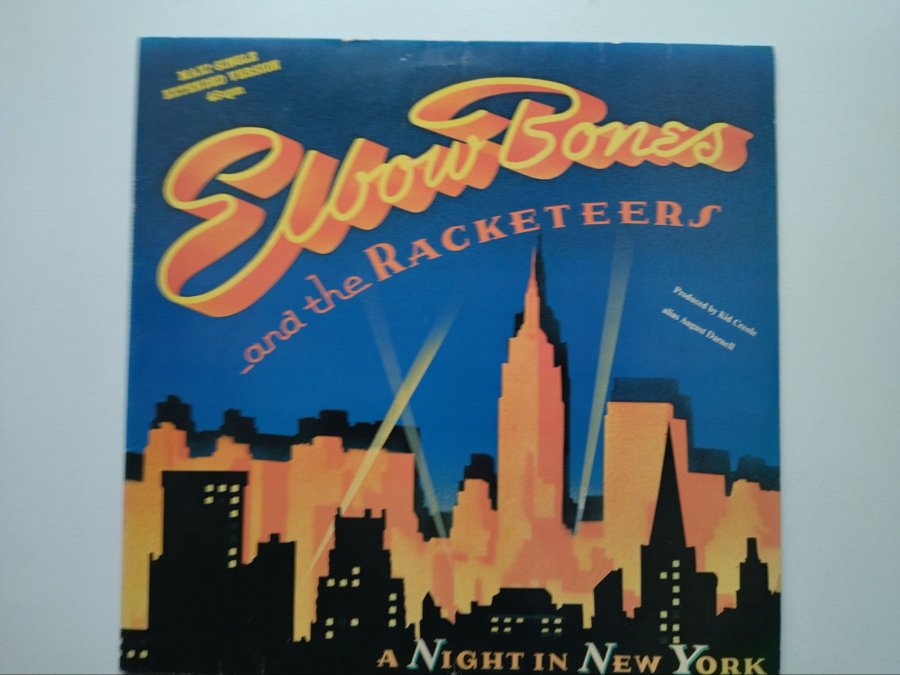 MAXI-SINGLE
EXTENDED VERSION
45rpm
Elbow Bones
and the RACKETEERS
Produced by Kid Creole
alias August Darnell
A NIGHT IN NEW YORK